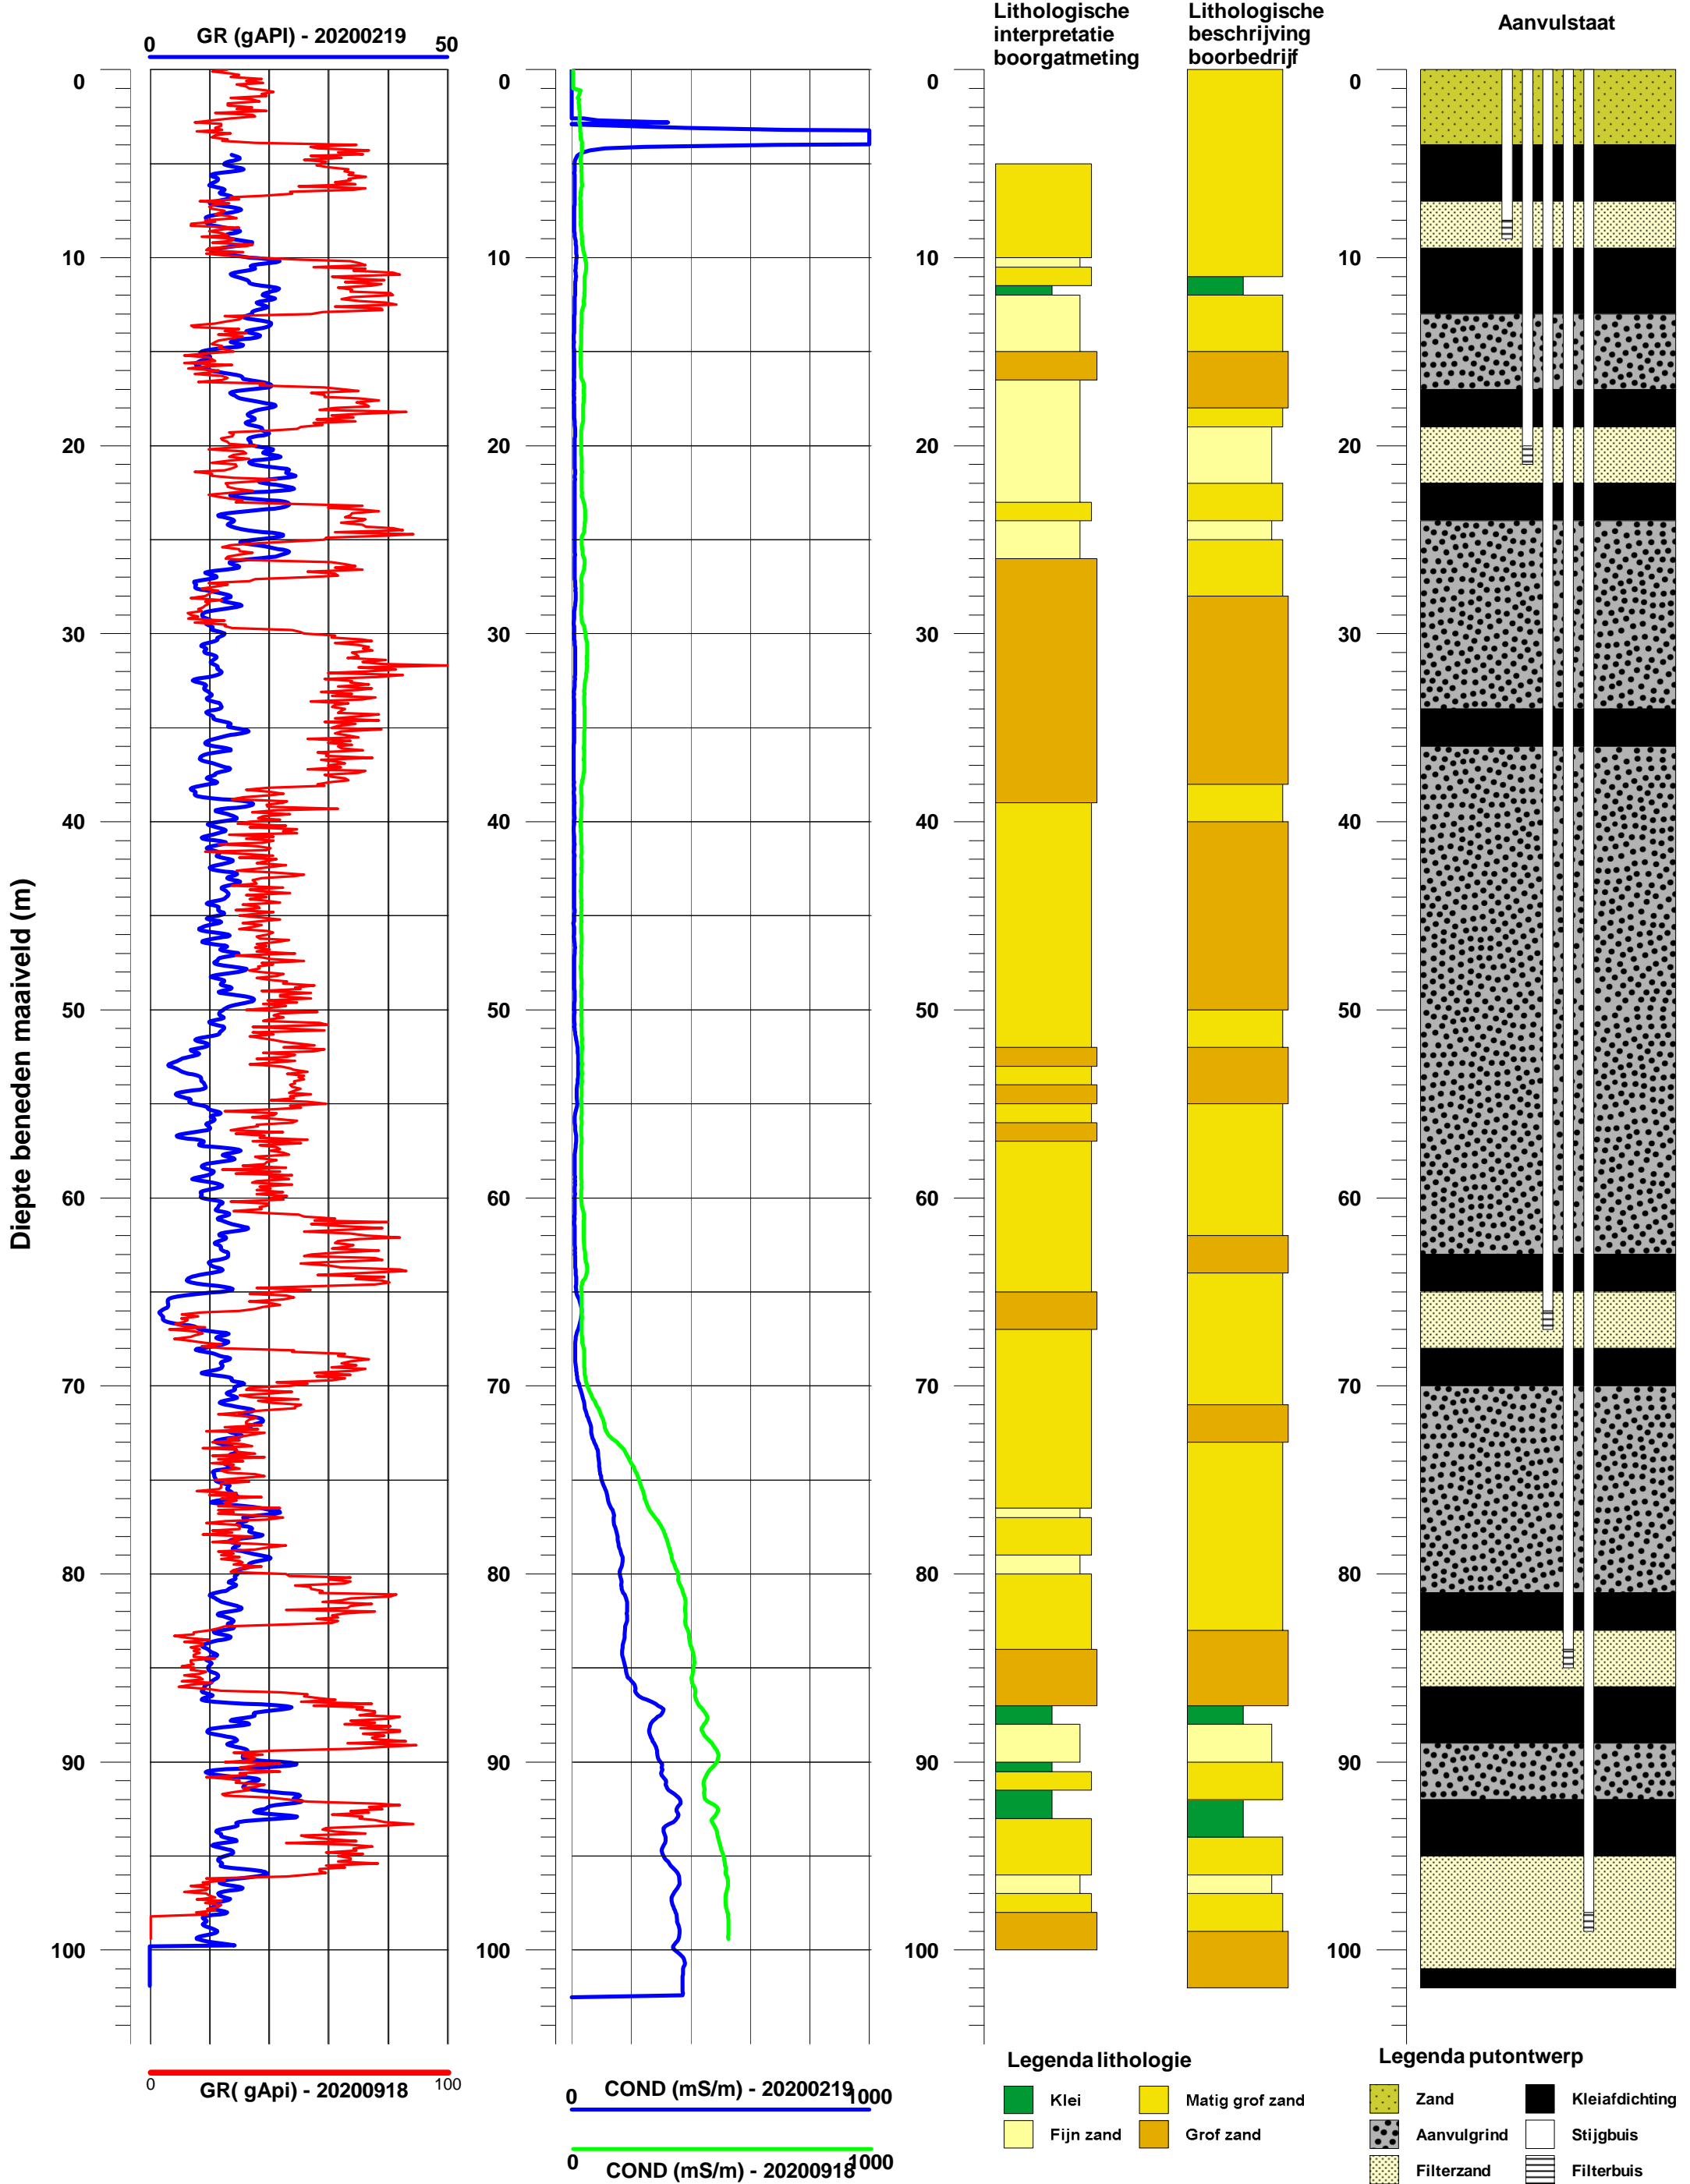 Lithologische
interpretatie
boorgatmeting
Lithologische
beschrijving
boorbedrijf
Aanvulstaat
0 GR (gAPI) - 20200219 50
0 0 0 0
10 10 10 10
20 20 20 20
30 30 30 30
40 40 40 40
50 50 50 50
60 60 60 60
70 70 70 70
80 80 80 80
90 90 90 90
100 100 100 100
Diepte beneden maaiveld (m)
0 GR( gApi) - 20200918 100
0 COND (mS/m) - 20200219 1000
0 COND (mS/m) - 20200918 1000
Legenda lithologie
Klei Matig grof zand
Fijn zand Grof zand
Legenda putontwerp
Zand Kleiafdichting
Aanvulgrind Stijgbuis
Filterzand Filterbuis